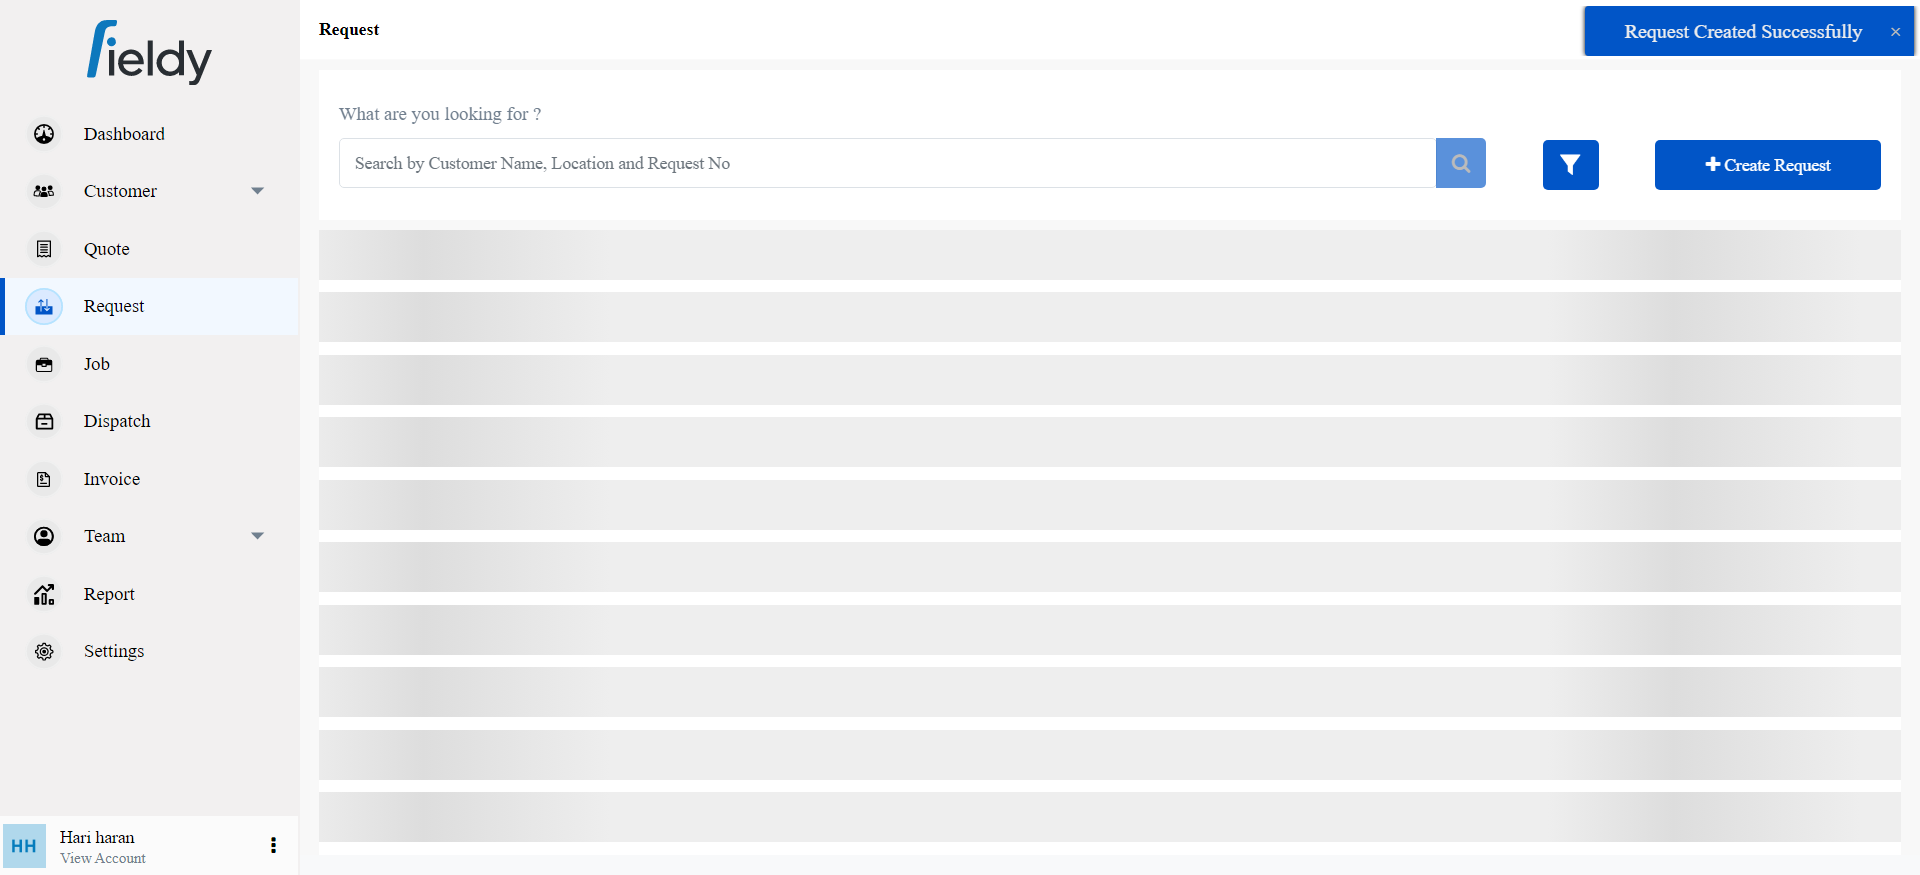 fieldy
Dashboard
Customer
Quote
Request
Job
Dispatch
Invoice
Team
Report
Settings
HH
Hari haran
View Account
Request
Request Created Successfully ×
What are you looking for ?
Search by Customer Name, Location and Request No
Create Request